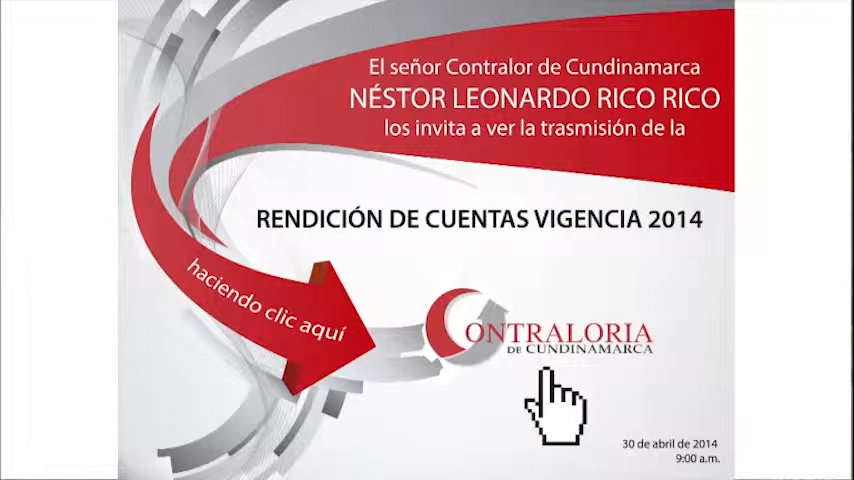 El señor Contralor de Cundinamarca
NÉSTOR LEONARDO RICO RICO
los invita a ver la trasmisión de la
RENDICIÓN DE CUENTAS VIGENCIA 2014
haciendo clic aquí
CONTRALORIA
DE CUNDINAMARCA
30 de abril de 2014
9:00 a.m.